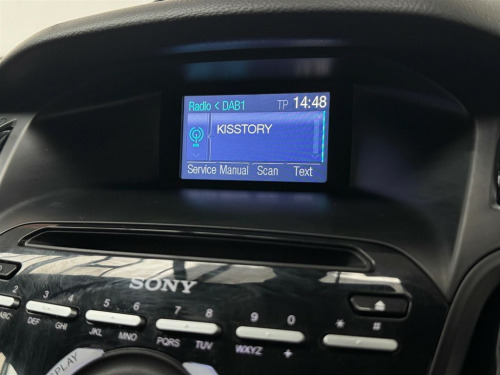 Radio < DAB1 TP 14:48
KISSTORY
Service Manual Scan Text
SONY
2 3 4 5 6 7 8 9 0 * #
ABC DEF GHI JKL MNO PQRS TUV WXYZ +
DISPLAY